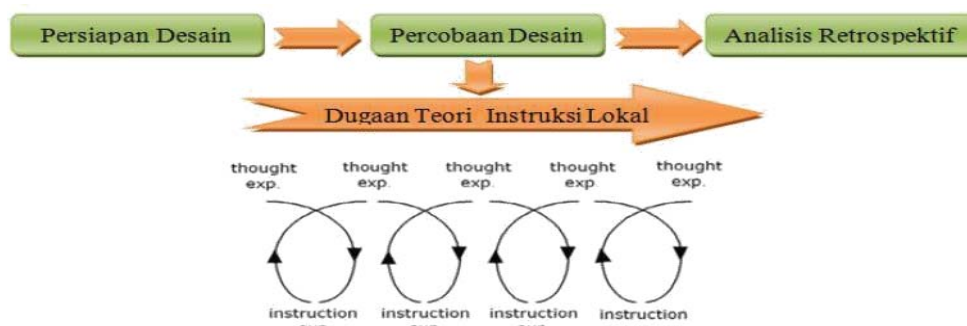 Persiapan Desain
Percobaan Desain
Analisis Retrospektif
Dugaan Teori Instruksi Lokal
thought thought thought thought thought
exp. exp. exp. exp. exp.
instruction instruction instruction instruction